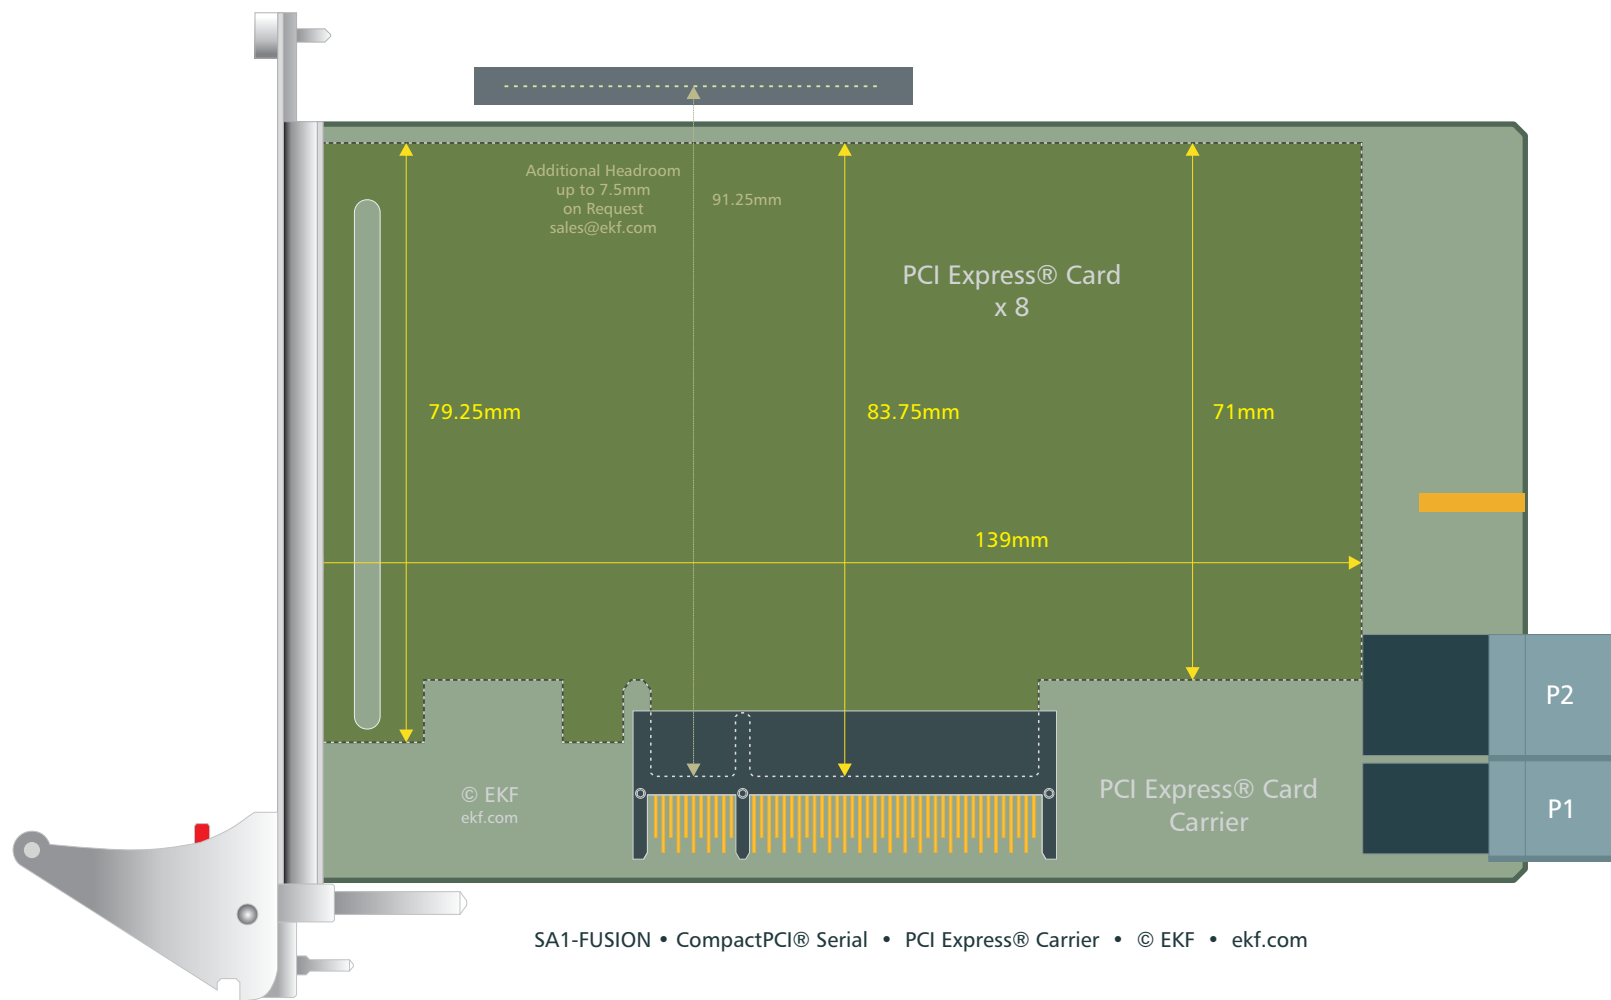 Additional Headroom
up to 7.5mm
on Request
sales@ekf.com
91.25mm
PCI Express® Card
x 8
79.25mm
83.75mm
71mm
139mm
P2
© EKF
ekf.com
PCI Express® Card
Carrier
P1
SA1-FUSION • CompactPCI® Serial • PCI Express® Carrier • © EKF • ekf.com